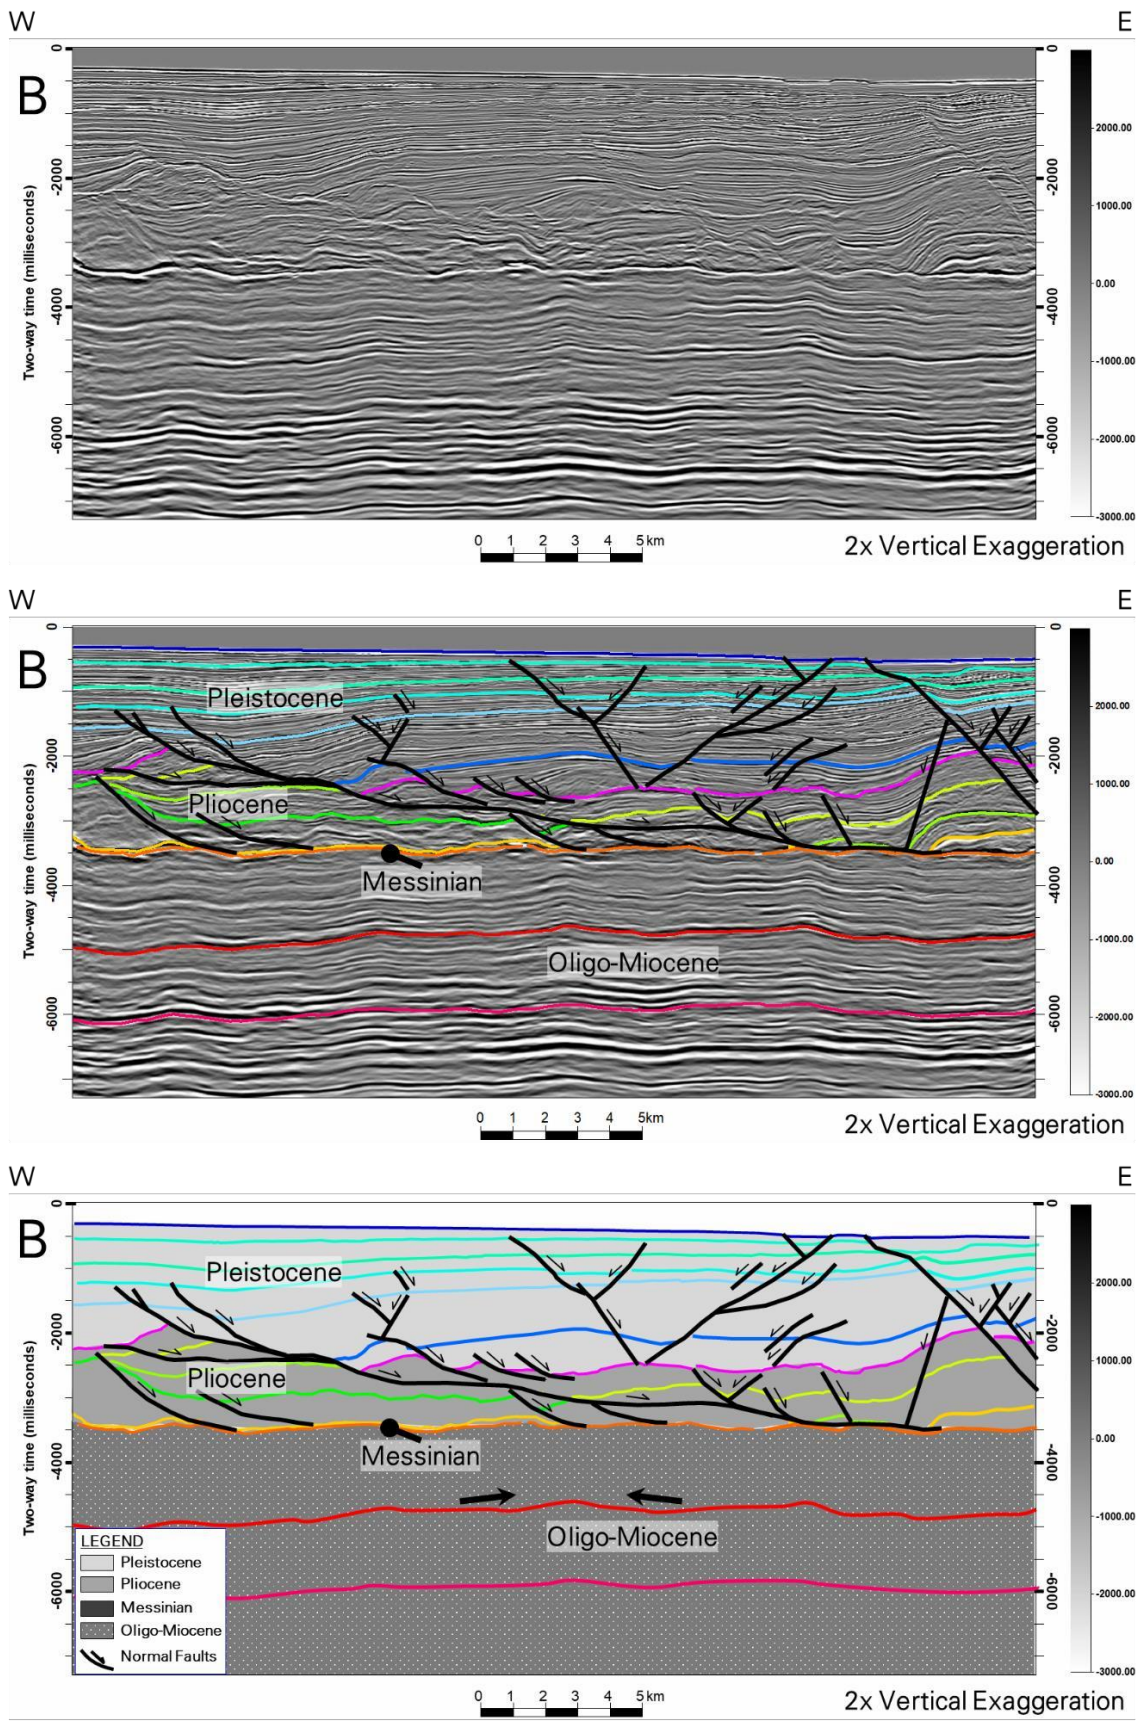 W E
B
0
-2000
-4000
-6000
Two-way time (milliseconds)
0
-2000
-4000
-6000
2000.00
1000.00
0.00
-1000.00
-2000.00
-3000.00
0 1 2 3 4 5 km
2x Vertical Exaggeration
W E
B
0
-2000
-4000
-6000
Two-way time (milliseconds)
Pleistocene
Pliocene
Messinian
Oligo-Miocene
0
-2000
-4000
-6000
2000.00
1000.00
0.00
-1000.00
-2000.00
-3000.00
0 1 2 3 4 5km
2x Vertical Exaggeration
W E
B
0
-2000
-4000
-6000
Two-way time (milliseconds)
Pleistocene
Pliocene
Messinian
Oligo-Miocene
LEGEND
Pleistocene
Pliocene
Messinian
Oligo-Miocene
Normal Faults
0
-2000
-4000
-6000
2000.00
1000.00
0.00
-1000.00
-2000.00
-3000.00
0 1 2 3 4 5 km
2x Vertical Exaggeration